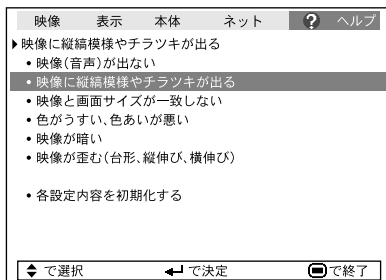 映像 表示 本体 ネット ? ヘルプ
映像に縦縞模様やチラツキが出る
• 映像(音声)が出ない
• 映像に縦縞模様やチラツキが出る
• 映像と画面サイズが一致しない
• 色がうすい、色あいが悪い
• 映像が暗い
• 映像が歪む(台形、縦伸び、横伸び)
• 各設定内容を初期化する
で選択 で決定 で終了